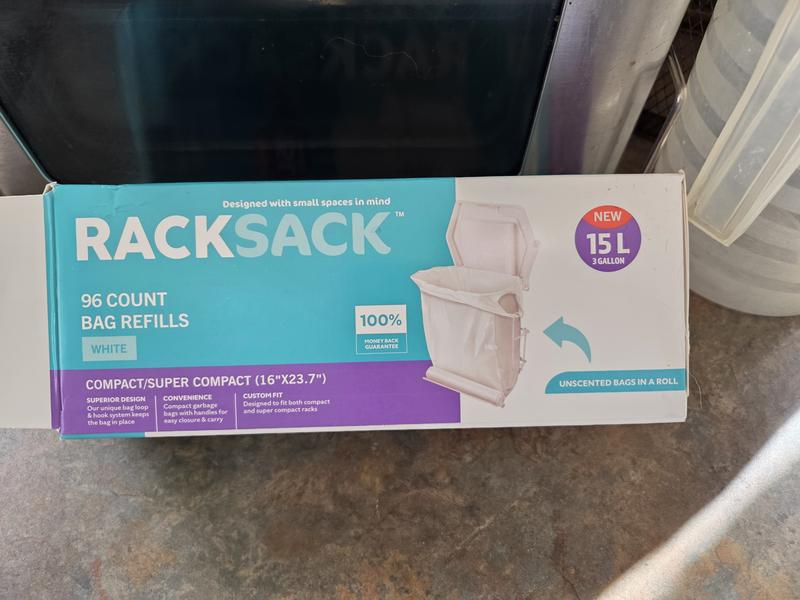 Designed with small spaces in mind
RACKSACK™
96 COUNT
BAG REFILLS
WHITE
100%
MONEY BACK
GUARANTEE
NEW
15 L
3 GALLON
UNSCENTED BAGS IN A ROLL
COMPACT/SUPER COMPACT (16"X23.7")
SUPERIOR DESIGN
Our unique bag loop
& hook system keeps
the bag in place
CONVENIENCE
Compact garbage
bags with handles for
easy closure & carry
CUSTOM FIT
Designed to fit both compact
and super compact racks